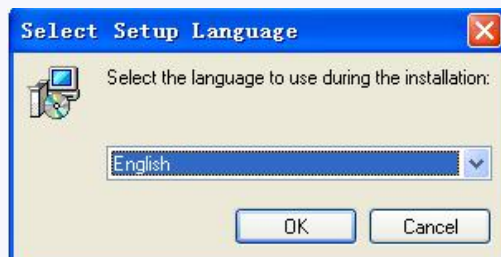 Select Setup Language
Select the language to use during the installation:
English
OK
Cancel